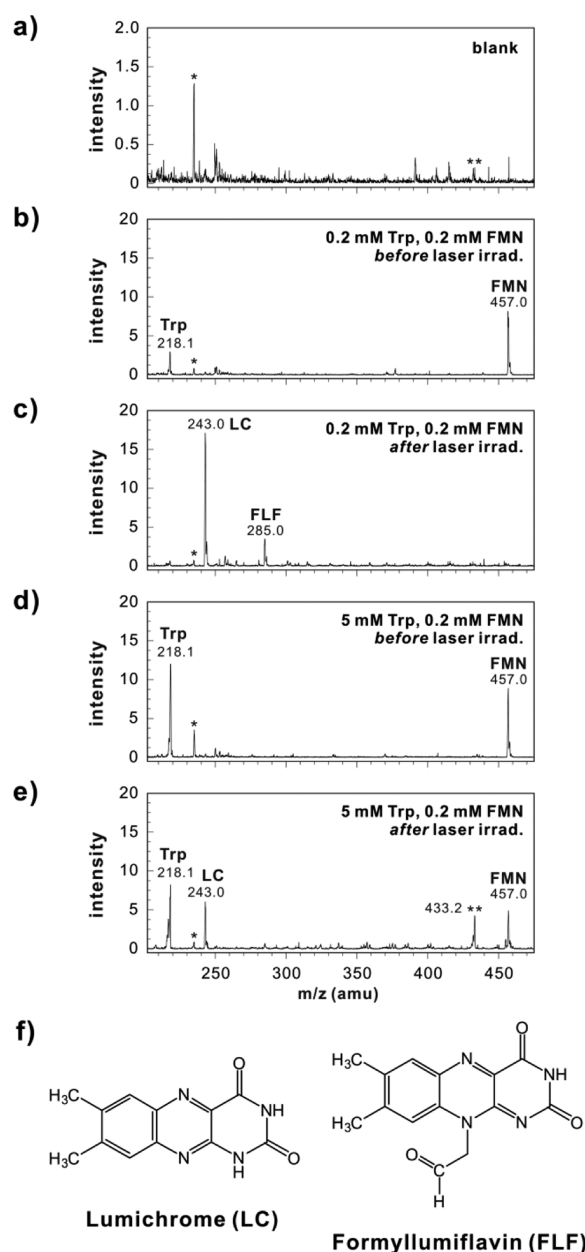 a)
blank
2.0
1.5
1.0
0.5
0
intensity
*
**
b)
0.2 mM Trp, 0.2 mM FMN
before laser irrad.
20
15
10
5
0
intensity
Trp
218.1
*
FMN
457.0
c)
0.2 mM Trp, 0.2 mM FMN
after laser irrad.
20
15
10
5
0
intensity
243.0 LC
FLF
285.0
*
d)
5 mM Trp, 0.2 mM FMN
before laser irrad.
20
15
10
5
0
intensity
Trp
218.1
*
FMN
457.0
e)
5 mM Trp, 0.2 mM FMN
after laser irrad.
20
15
10
5
0
intensity
Trp
218.1
LC
243.0
*
433.2 **
FMN
457.0
250 300 350 400 450
m/z (amu)
f)
H3C
H3C
N
N
O
NH
N
H
O
Lumichrome (LC)
H3C
H3C
N
N
O
NH
N
O
O
H
Formyllumiflavin (FLF)